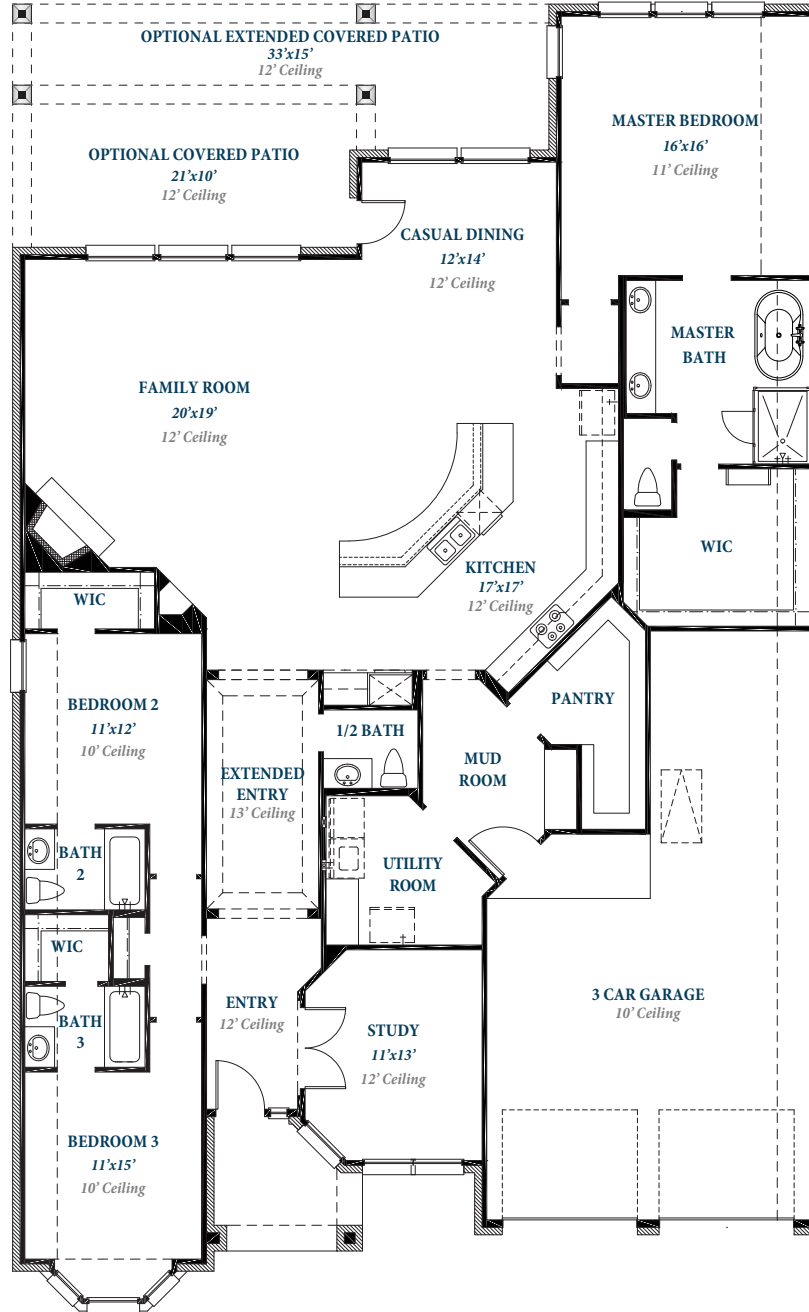 OPTIONAL EXTENDED COVERED PATIO
33'x15'
12' Ceiling
MASTER BEDROOM
16'x16'
11' Ceiling
OPTIONAL COVERED PATIO
21'x10'
12' Ceiling
CASUAL DINING
12'x14'
12' Ceiling
MASTER
BATH
FAMILY ROOM
20'x19'
12' Ceiling
WIC
KITCHEN
17'x17'
12' Ceiling
WIC
BEDROOM 2
11'x12'
10' Ceiling
PANTRY
1/2 BATH
MUD
ROOM
EXTENDED
ENTRY
13' Ceiling
BATH
2
UTILITY
ROOM
WIC
ENTRY
12' Ceiling
3 CAR GARAGE
10' Ceiling
BATH
3
STUDY
11'x13'
12' Ceiling
BEDROOM 3
11'x15'
10' Ceiling